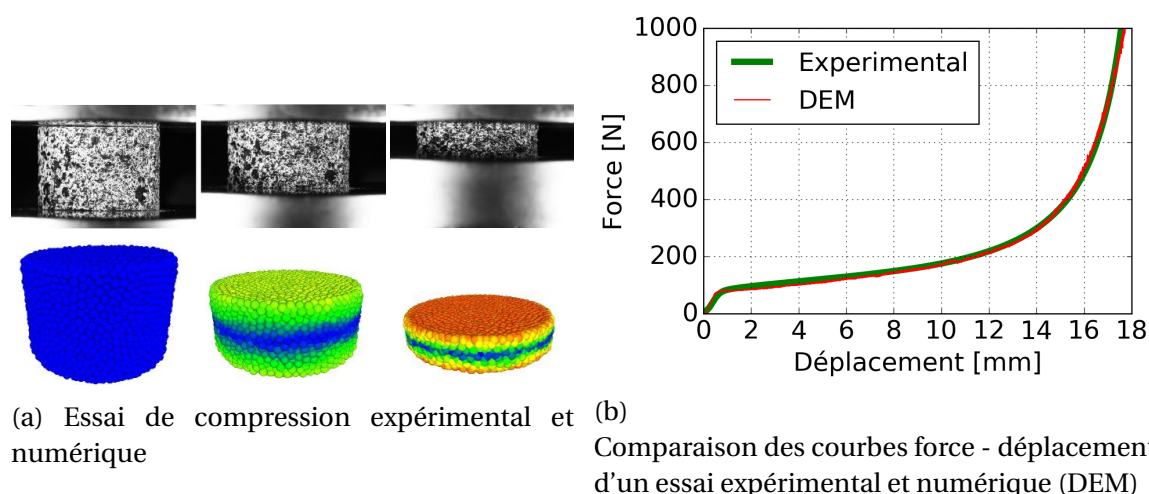 1000
800
600
400
200
0
Force [N]
Experimental
DEM
0 2 4 6 8 10 12 14 16 18
Déplacement [mm]
(a) Essai de compression expérimental et
numérique
(b)
Comparaison des courbes force - déplacement
d'un essai expérimental et numérique (DEM)